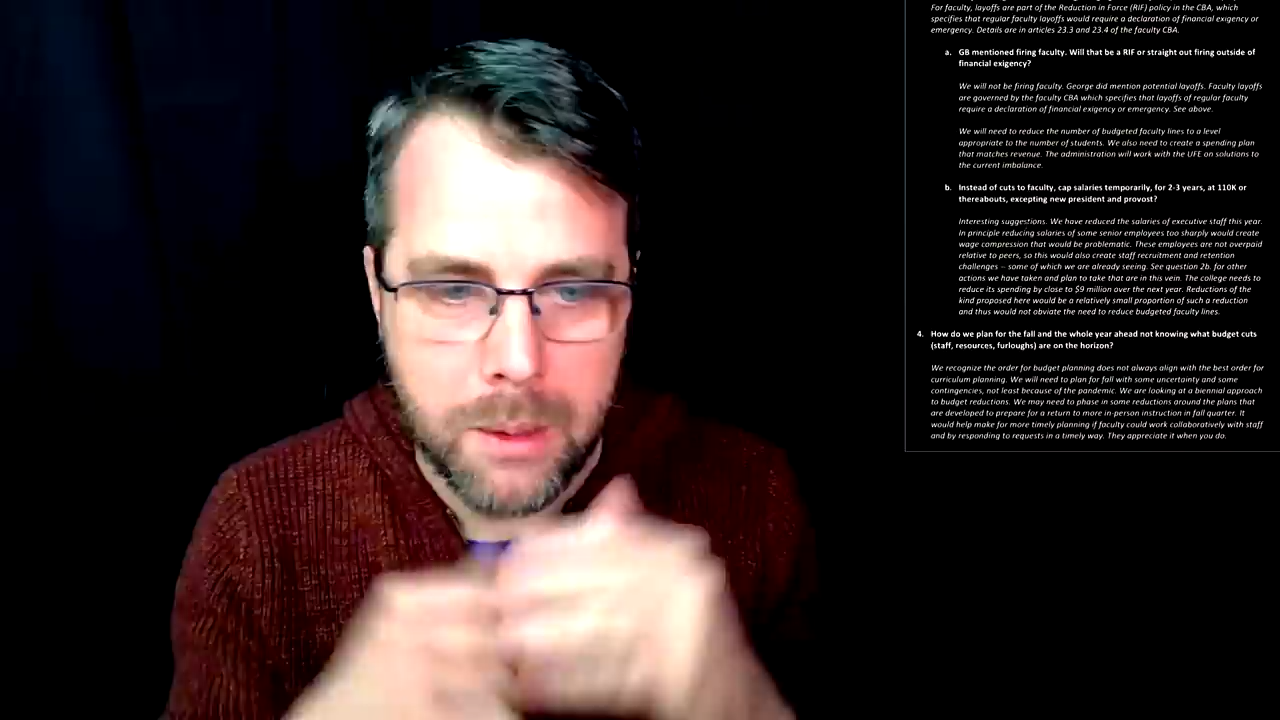 For faculty, layoffs are part of the Reduction in Force (RIF) policy in the CBA, which
specifies that regular faculty layoffs would require a declaration of financial exigency or
emergency. Details are in articles 23.3 and 23.4 of the faculty CBA.
a. GB mentioned firing faculty. Will that be a RIF or straight out firing outside of
financial exigency?
We will not be firing faculty. George did mention potential layoffs. Faculty layoffs
are governed by the faculty CBA which specifies that layoffs of regular faculty
require a declaration of financial exigency or emergency. See above.
We will need to reduce the number of budgeted faculty lines to a level
appropriate to the number of students. We also need to create a spending plan
that matches revenue. The administration will work with the UFE on solutions to
the current imbalance.
b. Instead of cuts to faculty, cap salaries temporarily, for 2-3 years, at 110K or
thereabouts, excepting new president and provost?
Interesting suggestions. We have reduced the salaries of executive staff this year.
In principle reducing salaries of some senior employees too sharply would create
wage compression that would be problematic. These employees are not overpaid
relative to peers, so this would also create staff recruitment and retention
challenges – some of which we are already seeing. See question 2b. for other
actions we have taken and plan to take that are in this vein. The college needs to
reduce its spending by close to $9 million over the next year. Reductions of the
kind proposed here would be a relatively small proportion of such a reduction
and thus would not obviate the need to reduce budgeted faculty lines.
4. How do we plan for the fall and the whole year ahead not knowing what budget cuts
(staff, resources, furloughs) are on the horizon?
We recognize the order for budget planning does not always align with the best order for
curriculum planning. We will need to plan for fall with some uncertainty and some
contingencies, not least because of the pandemic. We are looking at a biennial approach
to budget reductions. We may need to phase in some reductions around the plans that
are developed to prepare for a return to more in-person instruction in fall quarter. It
would help make for more timely planning if faculty could work collaboratively with staff
and by responding to requests in a timely way. They appreciate it when you do.